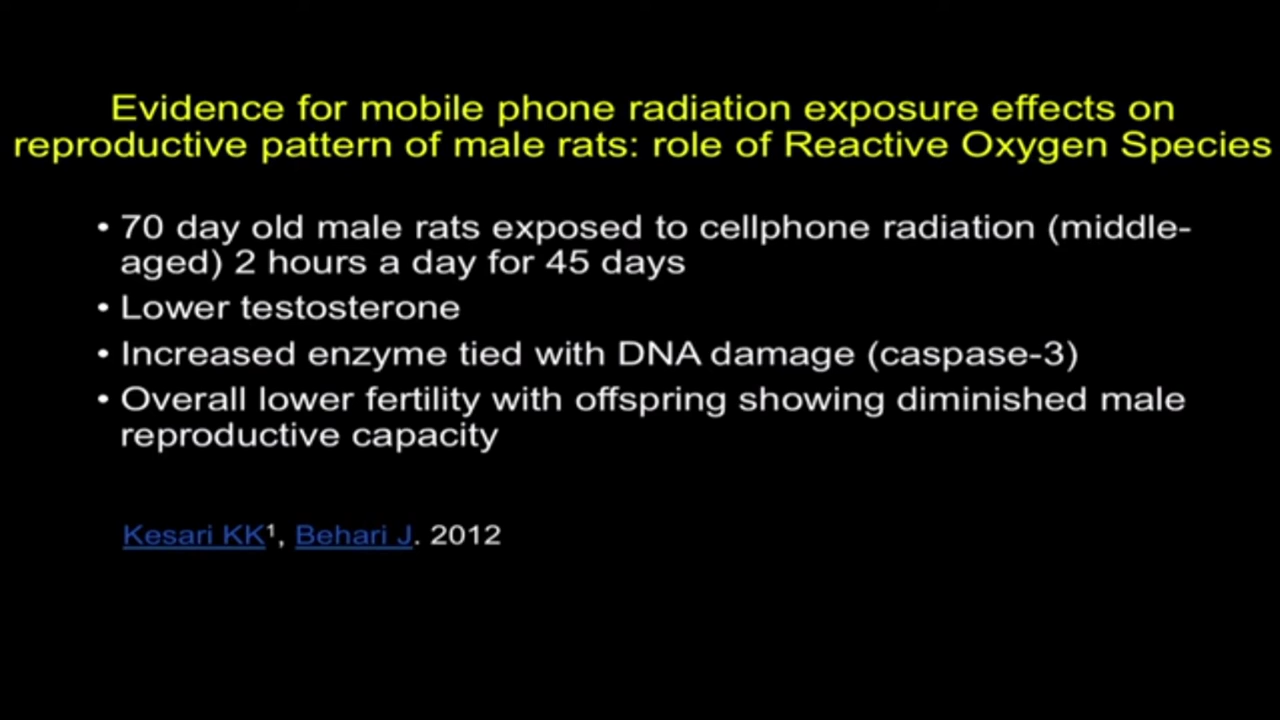 Evidence for mobile phone radiation exposure effects on
reproductive pattern of male rats: role of Reactive Oxygen Species
• 70 day old male rats exposed to cellphone radiation (middle-
aged) 2 hours a day for 45 days
• Lower testosterone
• Increased enzyme tied with DNA damage (caspase-3)
• Overall lower fertility with offspring showing diminished male
reproductive capacity
Kesari KK¹, Behari J. 2012